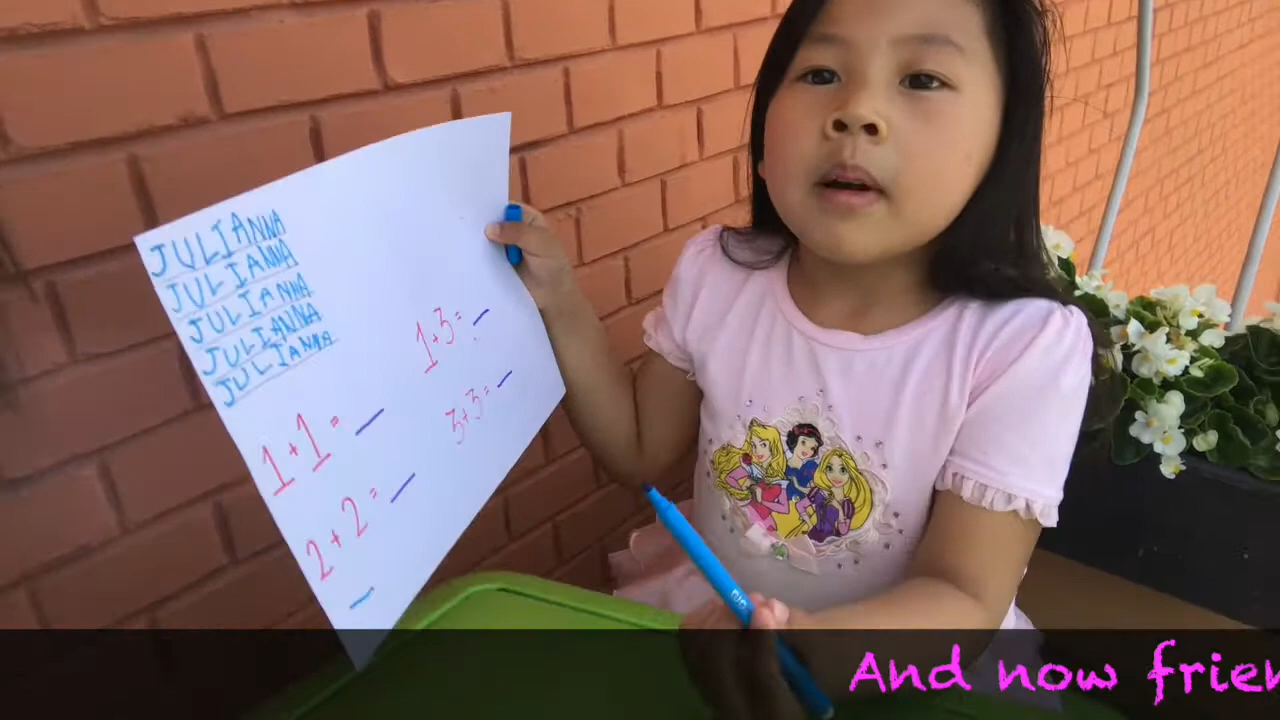 JULIANNA
JULIANNA
JULIANNA
JULIANNA
JULIANNA
1+1=_
2+2=_
1+3=_
3+3=_
And now frien